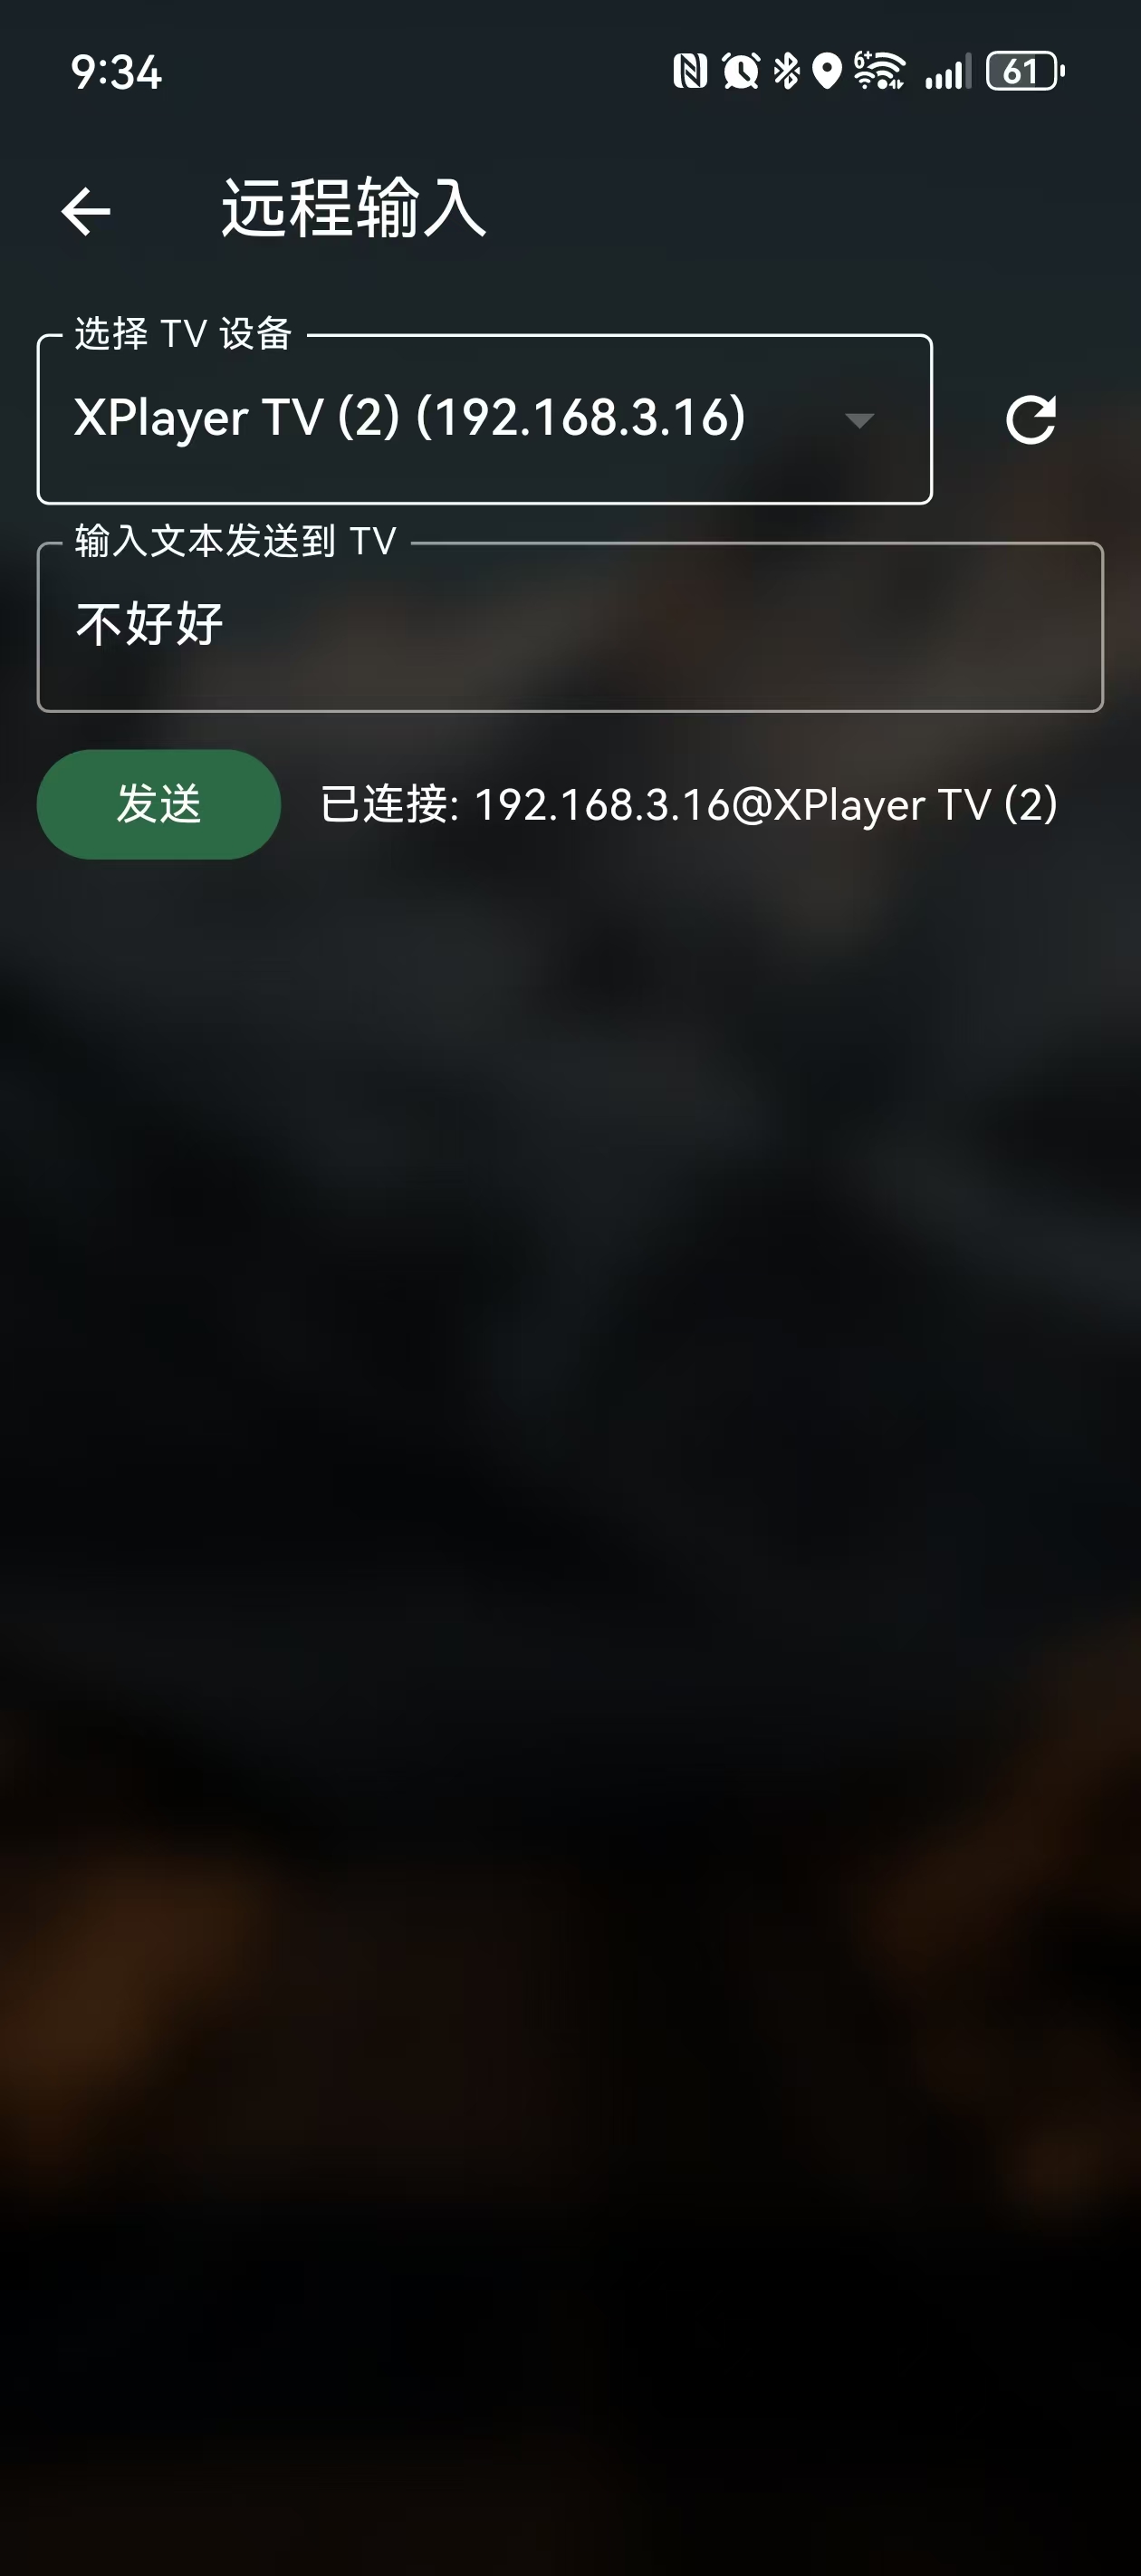 9:34
61
远程输入
选择 TV 设备
XPlayer TV (2) (192.168.3.16)
输入文本发送到 TV
不好好
发送
已连接: 192.168.3.16@XPlayer TV (2)